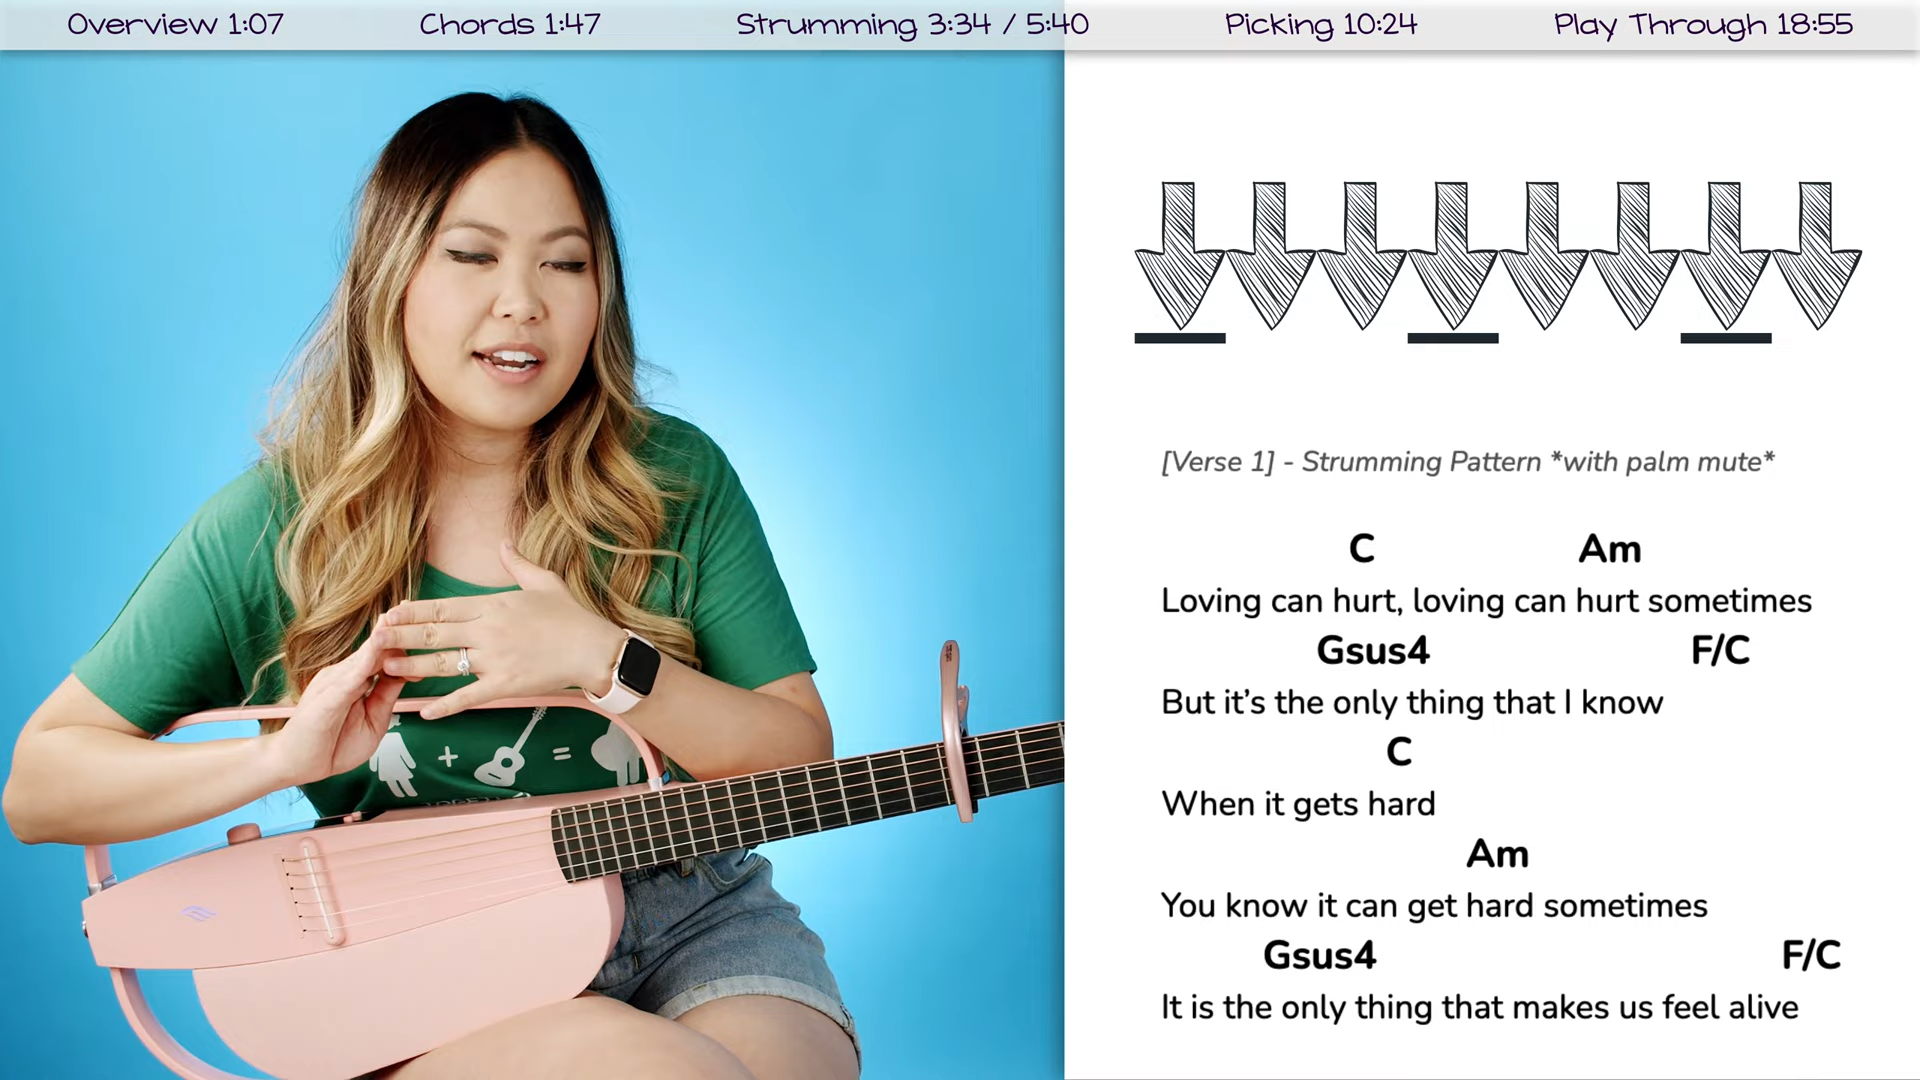 Overview 1:07 Chords 1:47 Strumming 3:34 / 5:40 Picking 10:24 Play Through 18:55
[Verse 1] - Strumming Pattern *with palm mute*
C Am
Loving can hurt, loving can hurt sometimes
Gsus4 F/C
But it’s the only thing that I know
C
When it gets hard
Am
You know it can get hard sometimes
Gsus4 F/C
It is the only thing that makes us feel alive
+ =